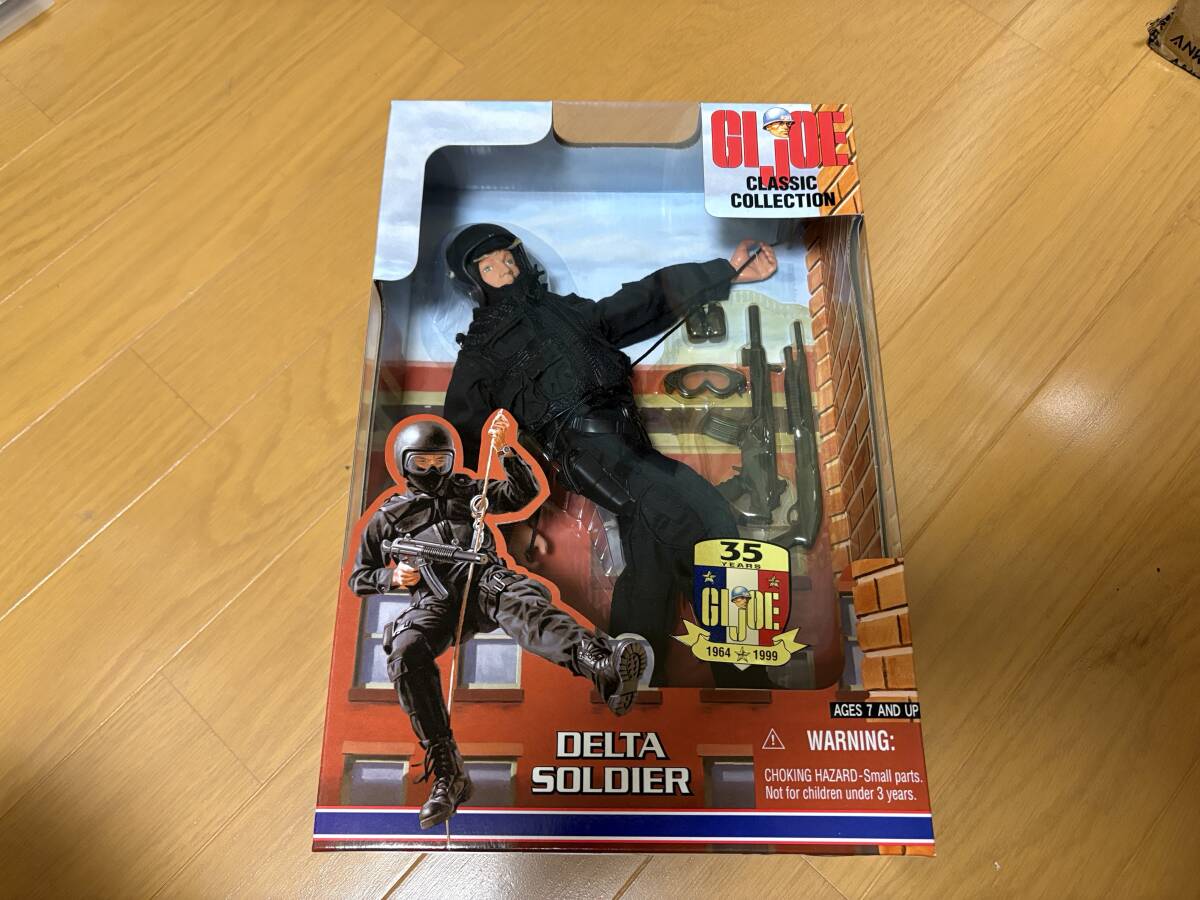 GI JOE
CLASSIC
COLLECTION
35
YEARS
GI JOE
1964 1999
AGES 7 AND UP
DELTA
SOLDIER
WARNING:
CHOKING HAZARD-Small parts.
Not for children under 3 years.